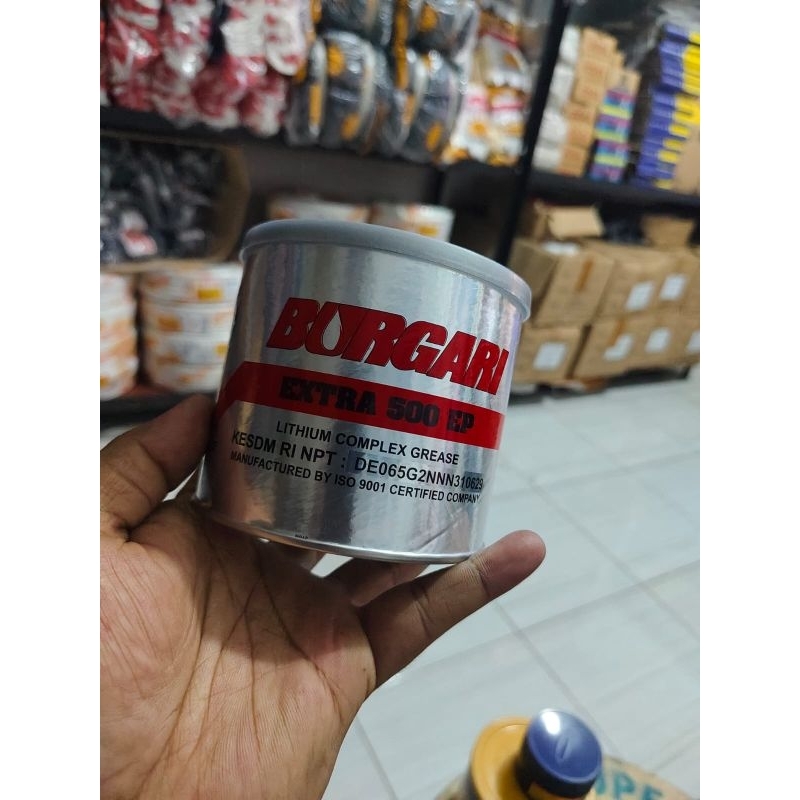 BURGARI
EXTRA 500 EP
LITHIUM COMPLEX GREASE
KESDM RI NPT : DE065G2NNN310629
MANUFACTURED BY ISO 9001 CERTIFIED COMPANY